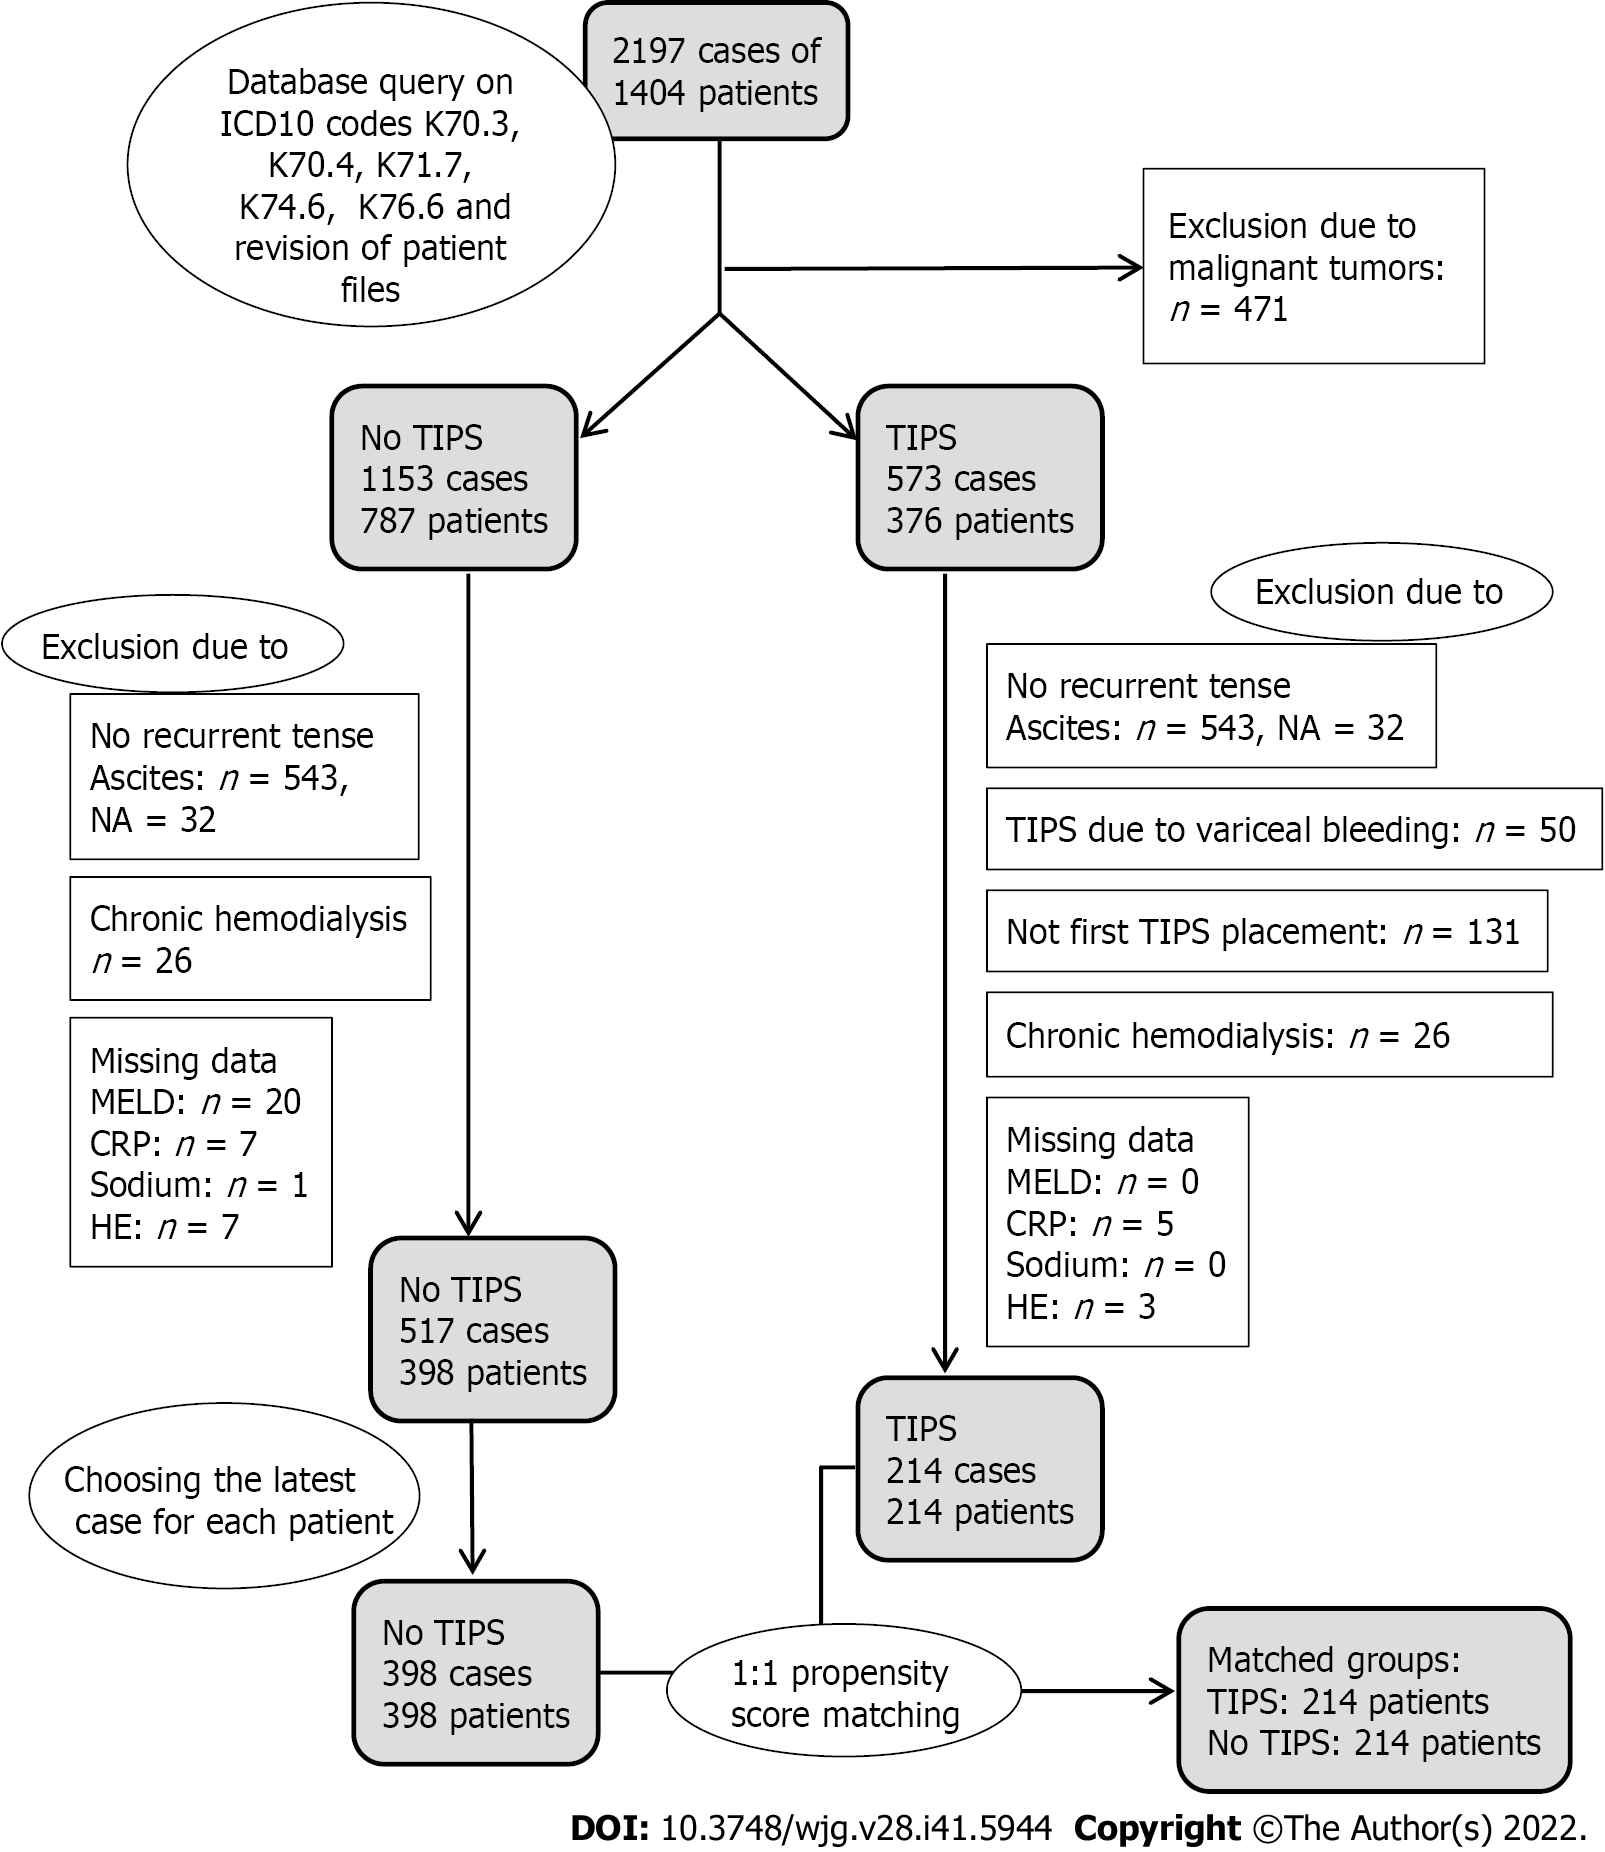 2197 cases of
1404 patients
Database query on
ICD10 codes K70.3,
K70.4, K71.7,
K74.6, K76.6 and
revision of patient
files
Exclusion due to
malignant tumors:
n = 471
No TIPS
1153 cases
787 patients
TIPS
573 cases
376 patients
Exclusion due to
No recurrent tense
Ascites: n = 543,
NA = 32
Chronic hemodialysis
n = 26
Missing data
MELD: n = 20
CRP: n = 7
Sodium: n = 1
HE: n = 7
Exclusion due to
No recurrent tense
Ascites: n = 543, NA = 32
TIPS due to variceal bleeding: n = 50
Not first TIPS placement: n = 131
Chronic hemodialysis: n = 26
Missing data
MELD: n = 0
CRP: n = 5
Sodium: n = 0
HE: n = 3
No TIPS
517 cases
398 patients
TIPS
214 cases
214 patients
Choosing the latest
case for each patient
No TIPS
398 cases
398 patients
1:1 propensity
score matching
Matched groups:
TIPS: 214 patients
No TIPS: 214 patients
DOI: 10.3748/wjg.v28.i41.5944 Copyright ©The Author(s) 2022.